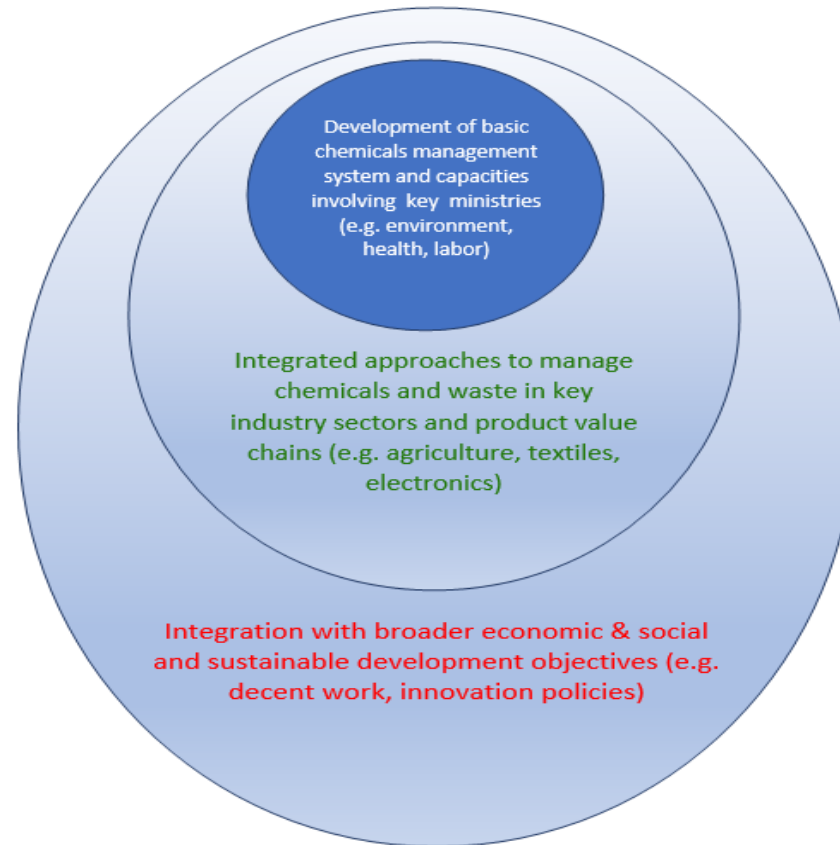 Development of basic
chemicals management
system and capacities
involving key ministries
(e.g. environment,
health, labor)
Integrated approaches to manage
chemicals and waste in key
industry sectors and product value
chains (e.g. agriculture, textiles,
electronics)
Integration with broader economic & social
and sustainable development objectives (e.g.
decent work, innovation policies)